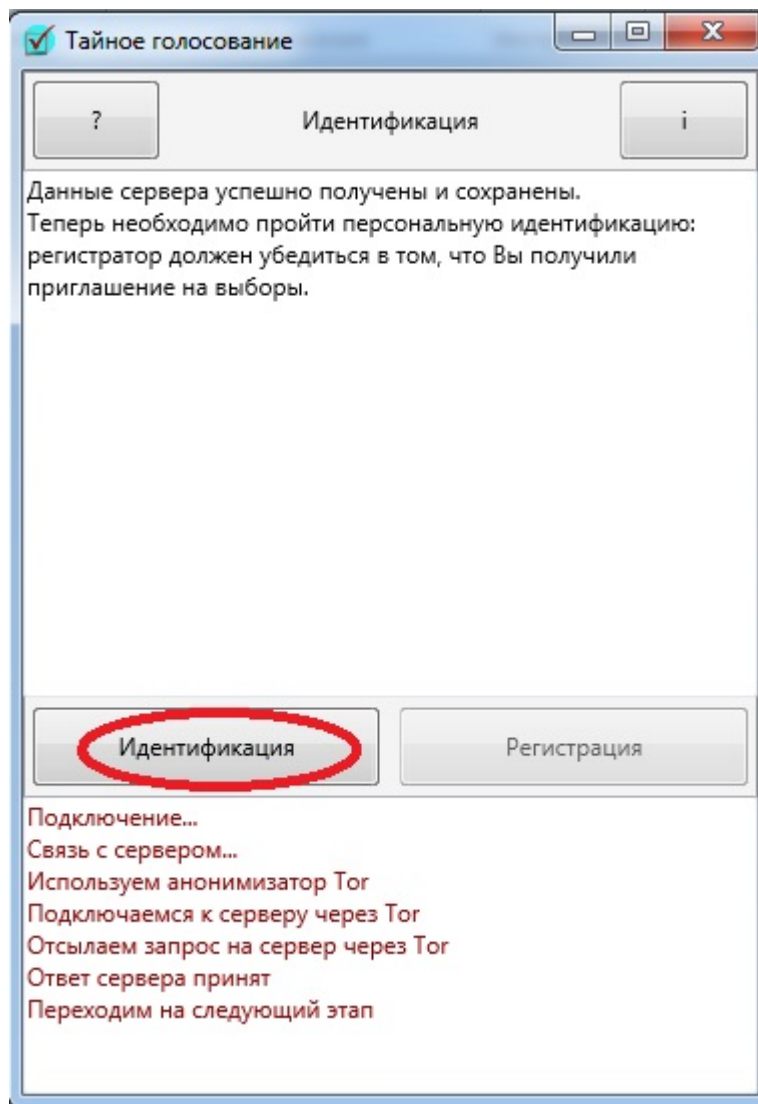 Тайное голосование
?
Идентификация
i
Данные сервера успешно получены и сохранены.
Теперь необходимо пройти персональную идентификацию:
регистратор должен убедиться в том, что Вы получили
приглашение на выборы.
Идентификация
Регистрация
Подключение...
Связь с сервером...
Используем анонимизатор Tor
Подключаемся к серверу через Tor
Отсылаем запрос на сервер через Tor
Ответ сервера принят
Переходим на следующий этап